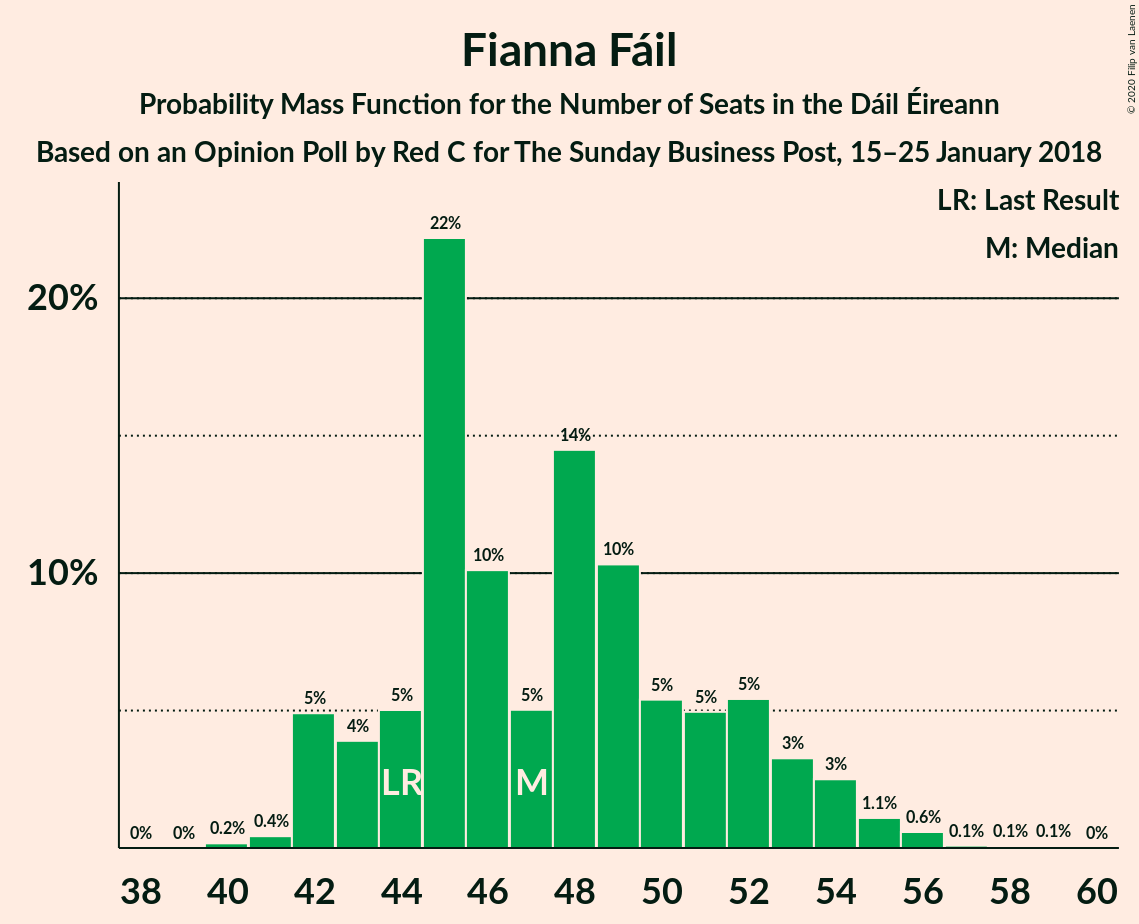 Fianna Fáil
Probability Mass Function for the Number of Seats in the Dáil Éireann
Based on an Opinion Poll by Red C for The Sunday Business Post, 15–25 January 2018
© 2020 Filip van Laenen
LR: Last Result
M: Median
20%
10%
0% 0% 0.2% 0.4% 5% 4% 5% 22% 10% 5% 14% 10% 5% 5% 5% 3% 3% 1.1% 0.6% 0.1% 0.1% 0.1% 0%
LR M
38 40 42 44 46 48 50 52 54 56 58 60